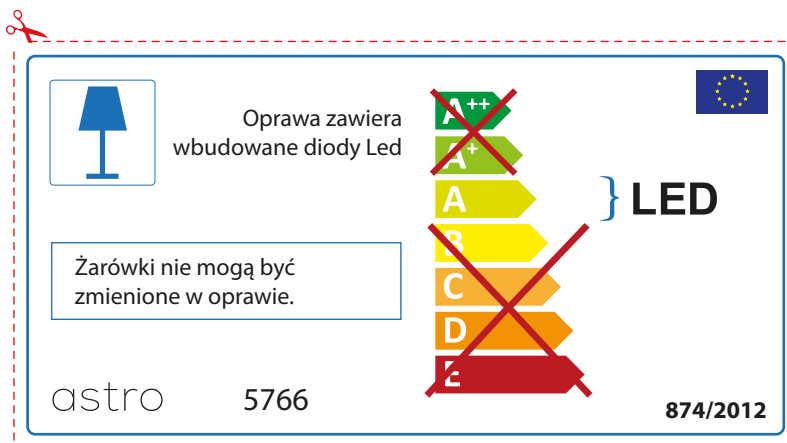 Oprawa zawiera
wbudowane diody Led
A++
A+
A
LED
B
C
D
E
Żarówki nie mogą być
zmienione w oprawie.
astro
5766
874/2012